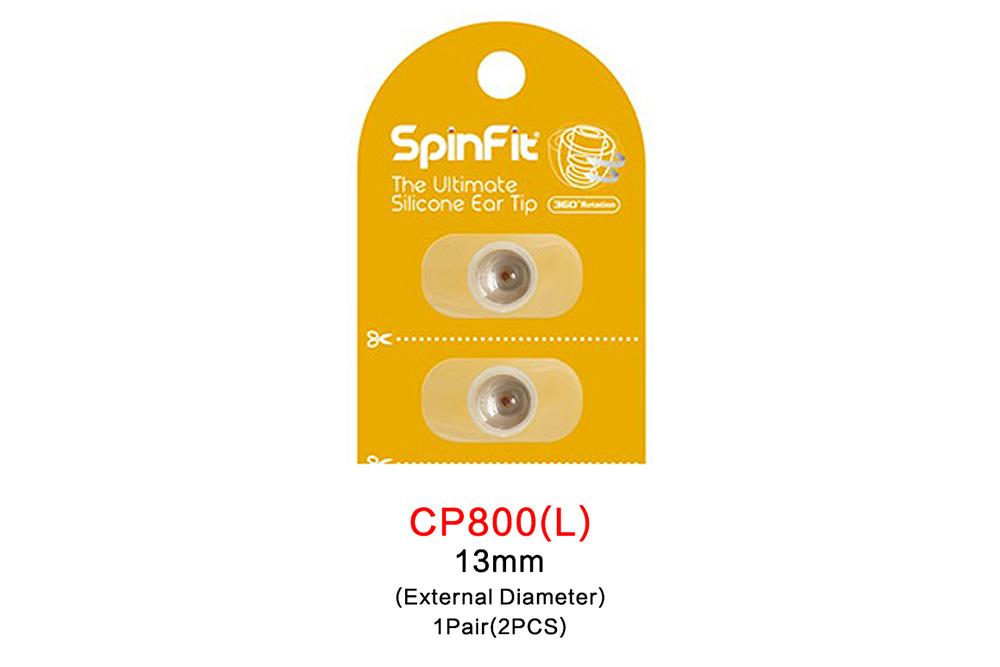 SpinFit®
The Ultimate
Silicone Ear Tip
360°Rotation
CP800(L)
13mm
(External Diameter)
1Pair(2PCS)